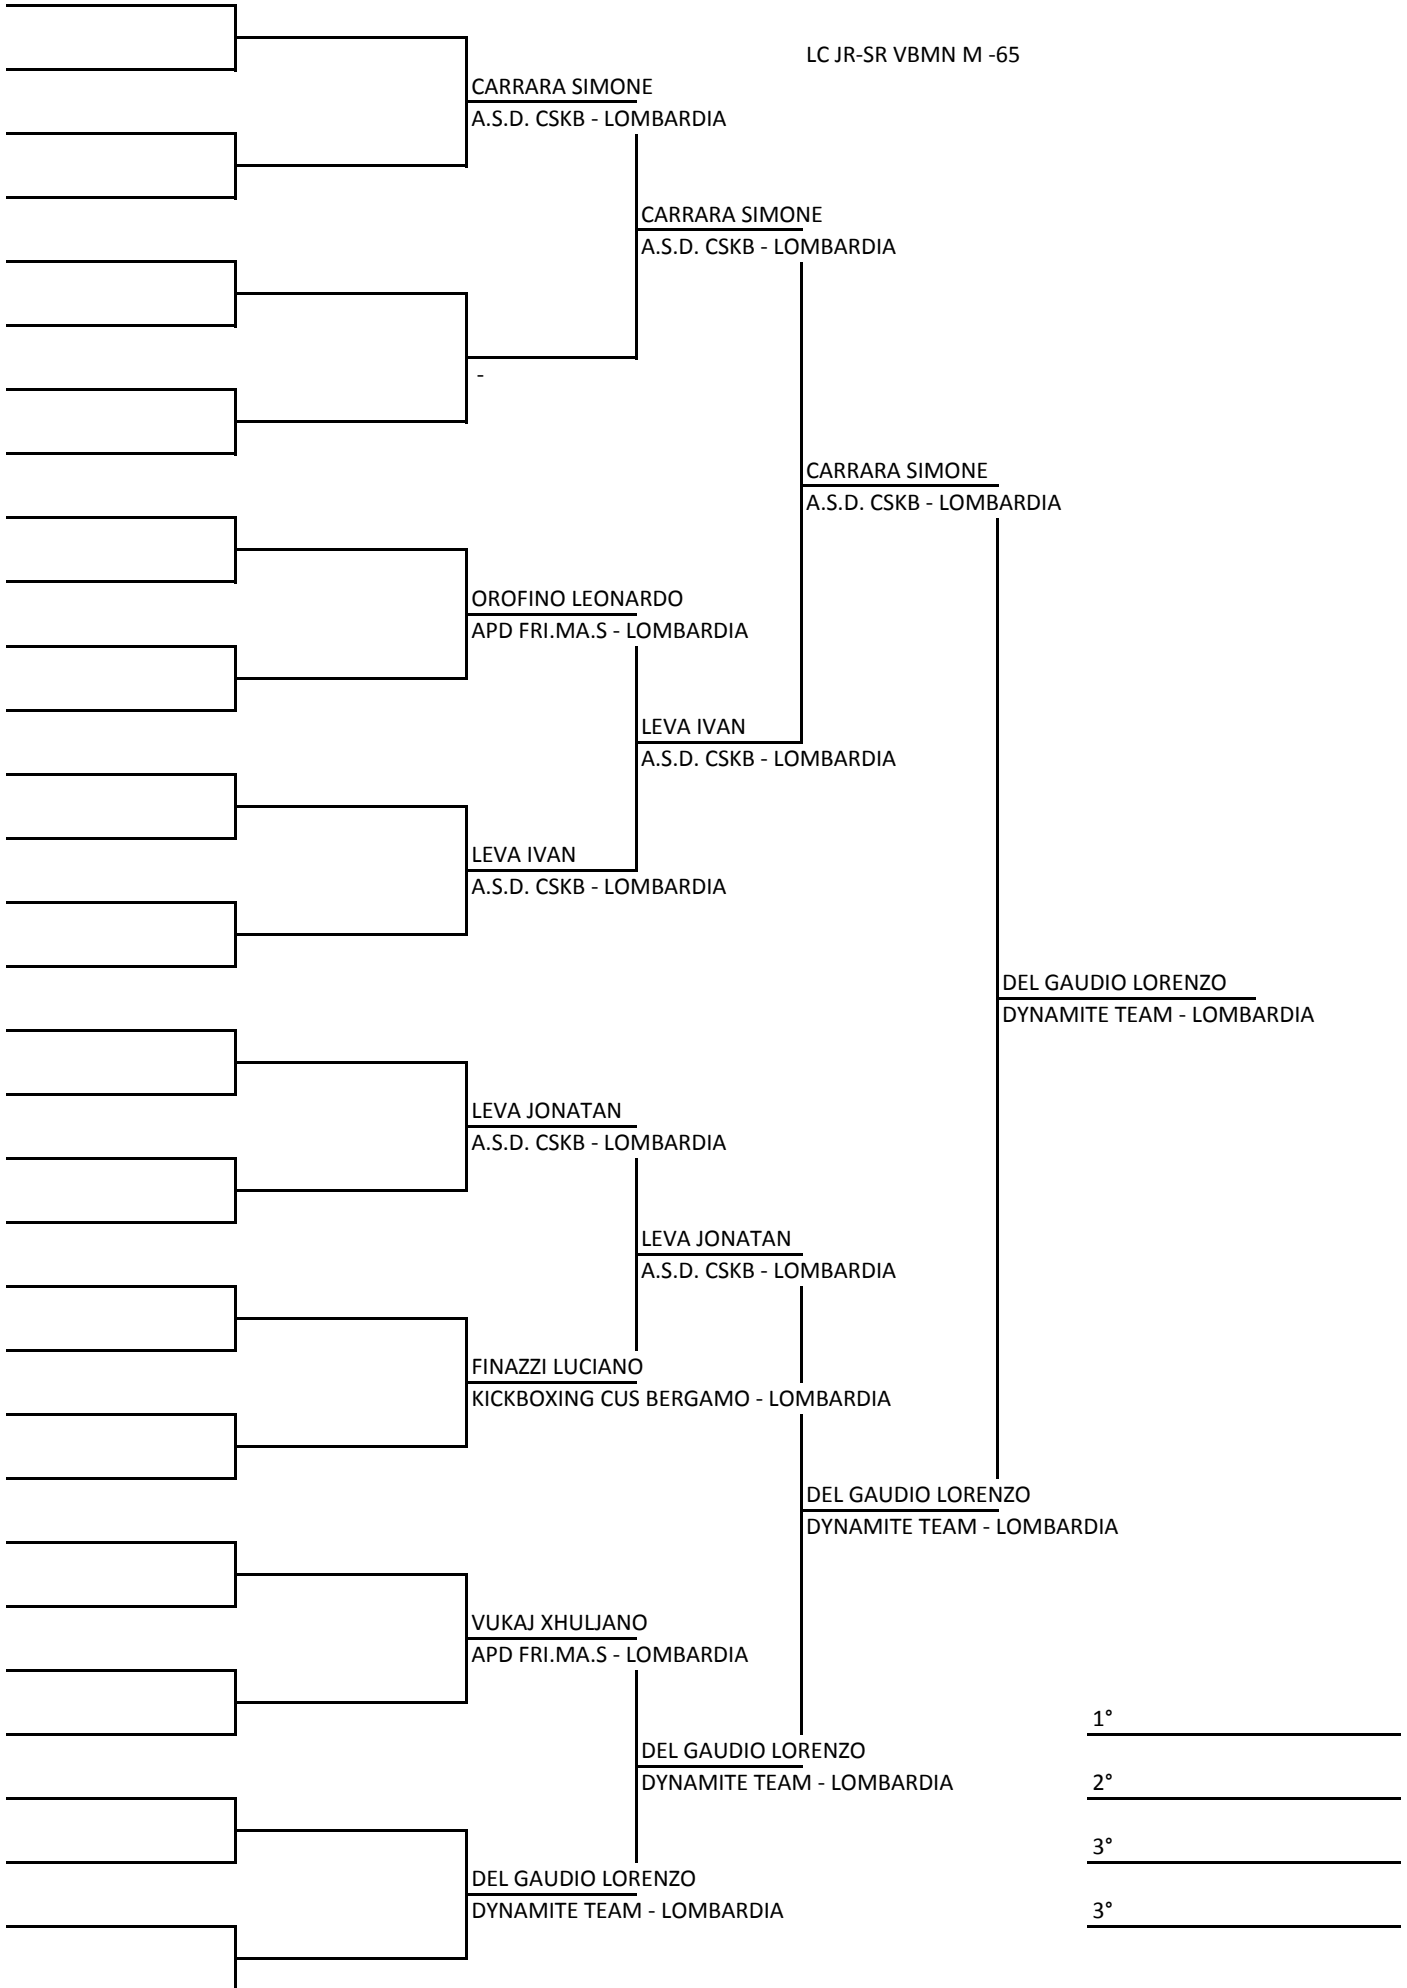 LC JR-SR VBMN M -65
CARRARA SIMONE
A.S.D. CSKB - LOMBARDIA
CARRARA SIMONE
A.S.D. CSKB - LOMBARDIA
-
CARRARA SIMONE
A.S.D. CSKB - LOMBARDIA
OROFINO LEONARDO
APD FRI.MA.S - LOMBARDIA
LEVA IVAN
A.S.D. CSKB - LOMBARDIA
LEVA IVAN
A.S.D. CSKB - LOMBARDIA
DEL GAUDIO LORENZO
DYNAMITE TEAM - LOMBARDIA
LEVA JONATAN
A.S.D. CSKB - LOMBARDIA
LEVA JONATAN
A.S.D. CSKB - LOMBARDIA
FINAZZI LUCIANO
KICKBOXING CUS BERGAMO - LOMBARDIA
DEL GAUDIO LORENZO
DYNAMITE TEAM - LOMBARDIA
VUKAJ XHULJANO
APD FRI.MA.S - LOMBARDIA
1°
DEL GAUDIO LORENZO
DYNAMITE TEAM - LOMBARDIA
2°
3°
DEL GAUDIO LORENZO
DYNAMITE TEAM - LOMBARDIA
3°